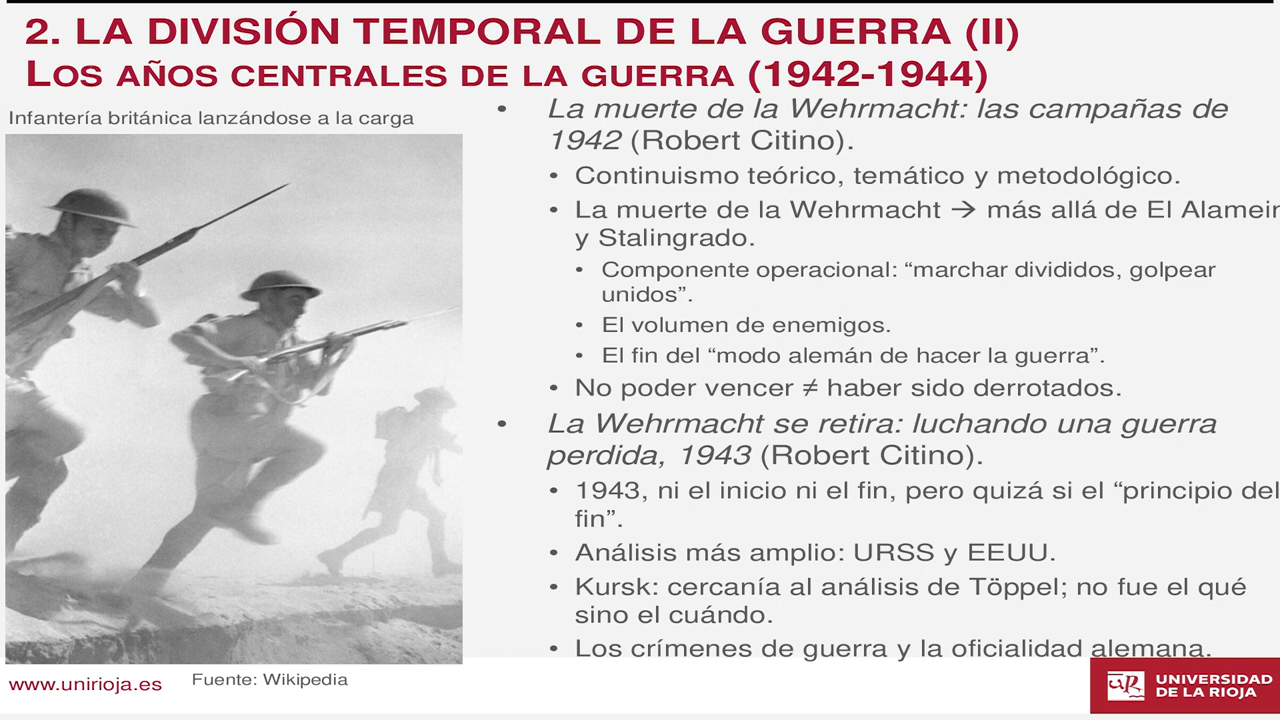 2. LA DIVISIÓN TEMPORAL DE LA GUERRA (II)
LOS AÑOS CENTRALES DE LA GUERRA (1942-1944)
Infantería británica lanzándose a la carga
• La muerte de la Wehrmacht: las campañas de
1942 (Robert Citino).
• Continuismo teórico, temático y metodológico.
• La muerte de la Wehrmacht → más allá de El Alamein
y Stalingrado.
• Componente operacional: “marchar divididos, golpear
unidos”.
• El volumen de enemigos.
• El fin del “modo alemán de hacer la guerra”.
• No poder vencer ≠ haber sido derrotados.
• La Wehrmacht se retira: luchando una guerra
perdida, 1943 (Robert Citino).
• 1943, ni el inicio ni el fin, pero quizá si el “principio del
fin”.
• Análisis más amplio: URSS y EEUU.
• Kursk: cercanía al análisis de Töppel; no fue el qué
sino el cuándo.
• Los crímenes de guerra y la oficialidad alemana.
www.unirioja.es
Fuente: Wikipedia
UNIVERSIDAD
DE LA RIOJA